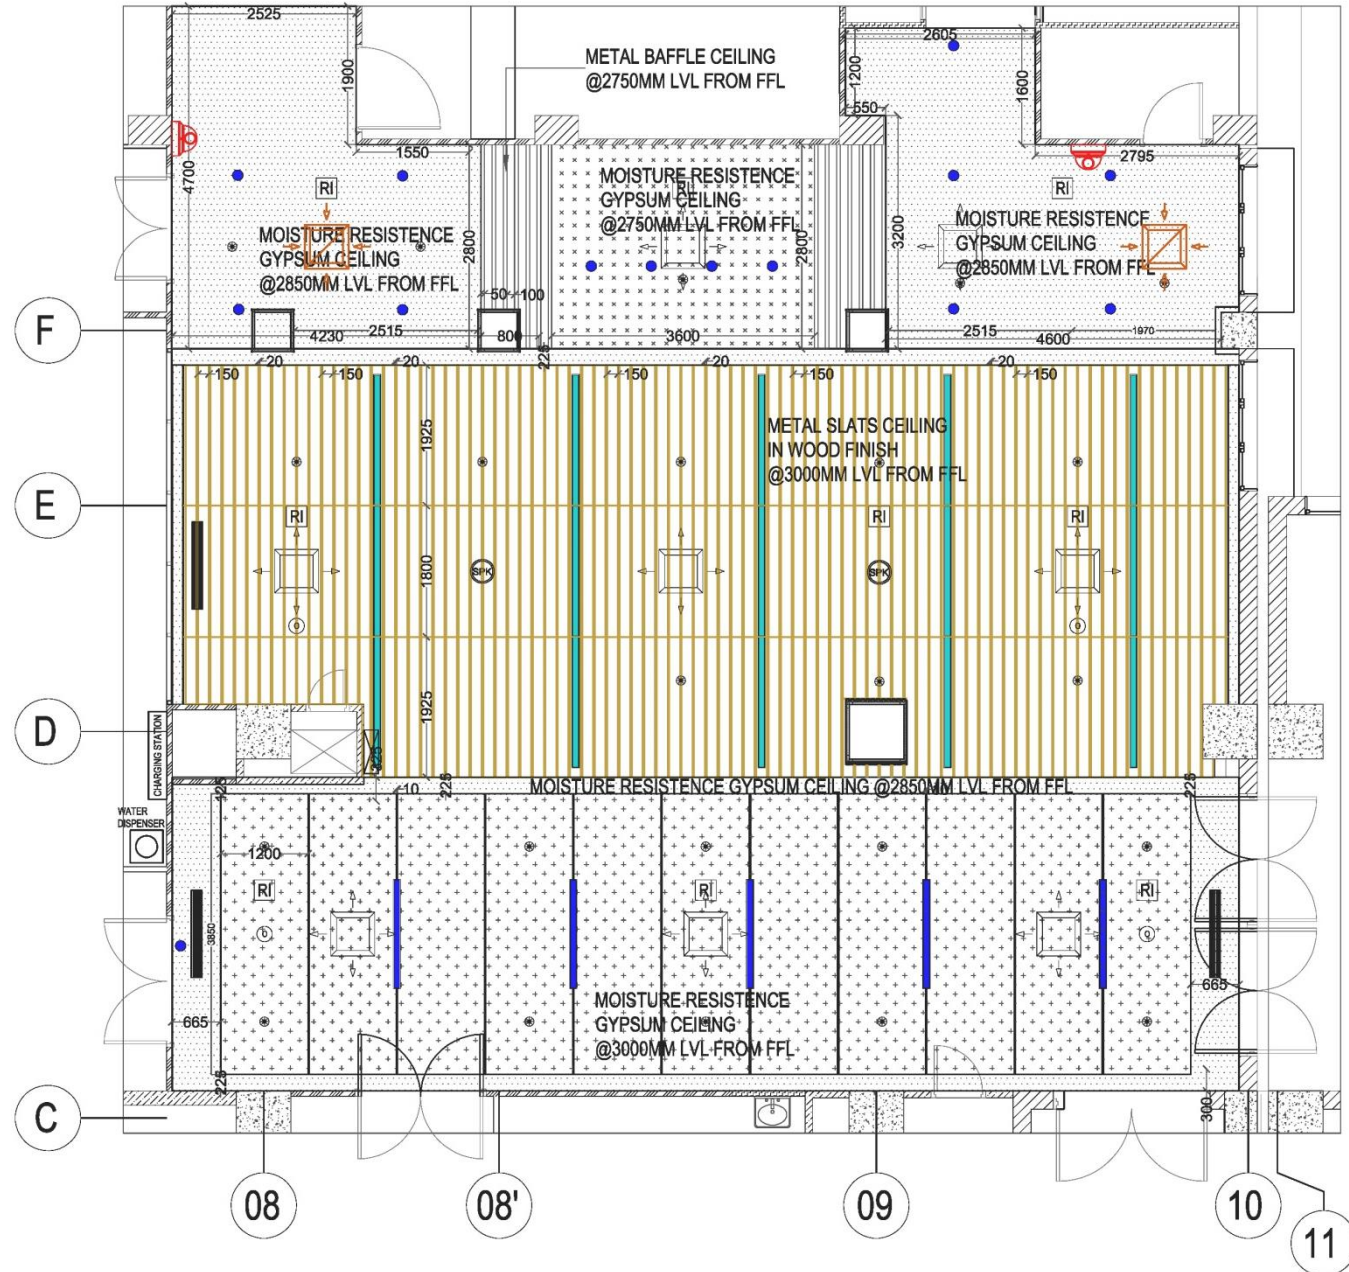 2525
2605
METAL BAFFLE CEILING
@2750MM LVL FROM FFL
1900
1200
1600
550
1550
2795
4700
RI
MOISTURE RESISTENCE
GYPSUM CEILING
@2850MM LVL FROM FFL
2800
MOISTURE RESISTENCE
RI
GYPSUM CEILING
@2750MM LVL FROM FFL
2800
3200
RI
MOISTURE RESISTENCE
GYPSUM CEILING
@2850MM LVL FROM FFL
50
100
F
4230
2515
800
3600
2515
4600
1970
225
20
20
20
20
150
150
150
150
150
1925
METAL SLATS CEILING
IN WOOD FINISH
@3000MM LVL FROM FFL
E
RI
RI
RI
1800
SPK
SPK
D
1925
CHARGING STATION
325
125
225
MOISTURE RESISTENCE GYPSUM CEILING @2850MM LVL FROM FFL
225
10
10
WATER
DISPENSER
1200
RI
RI
RI
3850
665
665
MOISTURE RESISTENCE
GYPSUM CEILING
@3000MM LVL FROM FFL
225
300
C
08
08'
09
10
11